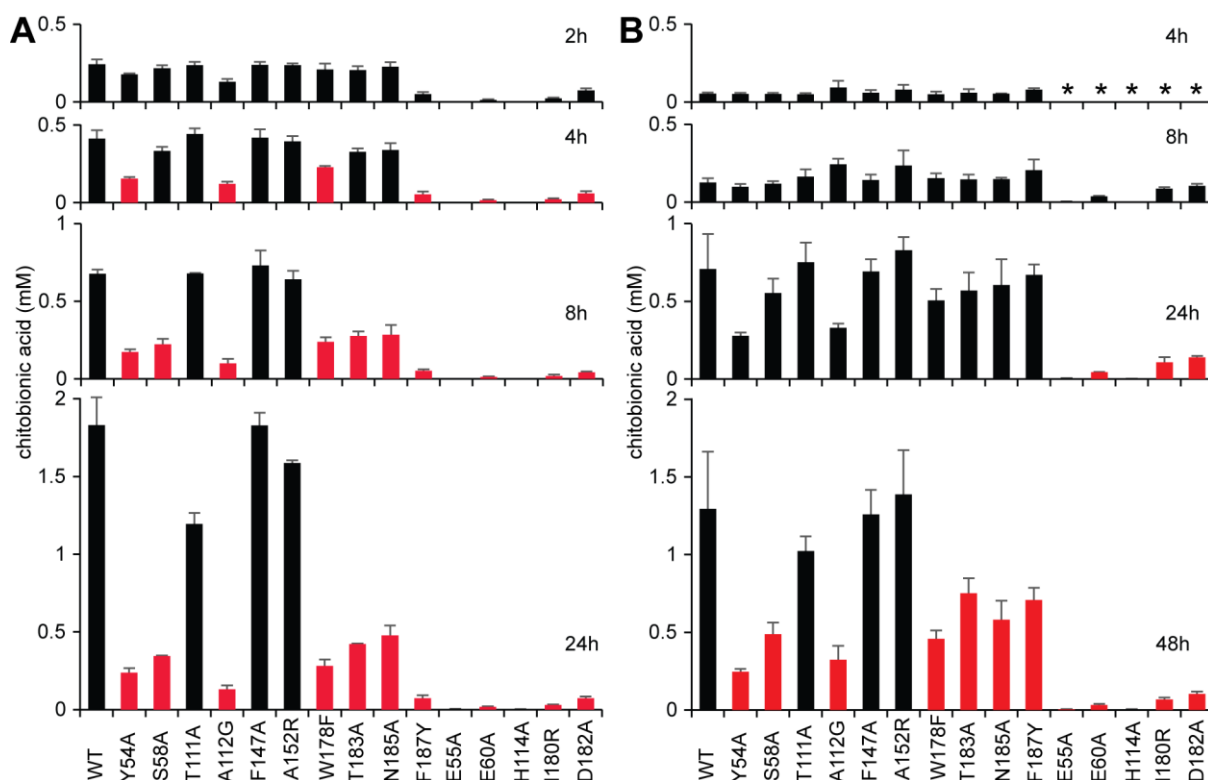 A
0.5
2h
0
0.5
4h
0
1
0.5
8h
0
2
1.5
1
0.5
24h
0
chitobionic acid (mM)
WT
Y54A
S58A
T111A
A112G
F147A
A152R
W178F
T183A
N185A
F187Y
E55A
E60A
H114A
I180R
D182A
B
0.5
4h
* * * * *
0
0.5
8h
0
1
0.5
24h
0
2
1.5
1
0.5
48h
0
chitobionic acid (mM)
WT
Y54A
S58A
T111A
A112G
F147A
A152R
W178F
T183A
N185A
F187Y
E55A
E60A
H114A
I180R
D182A